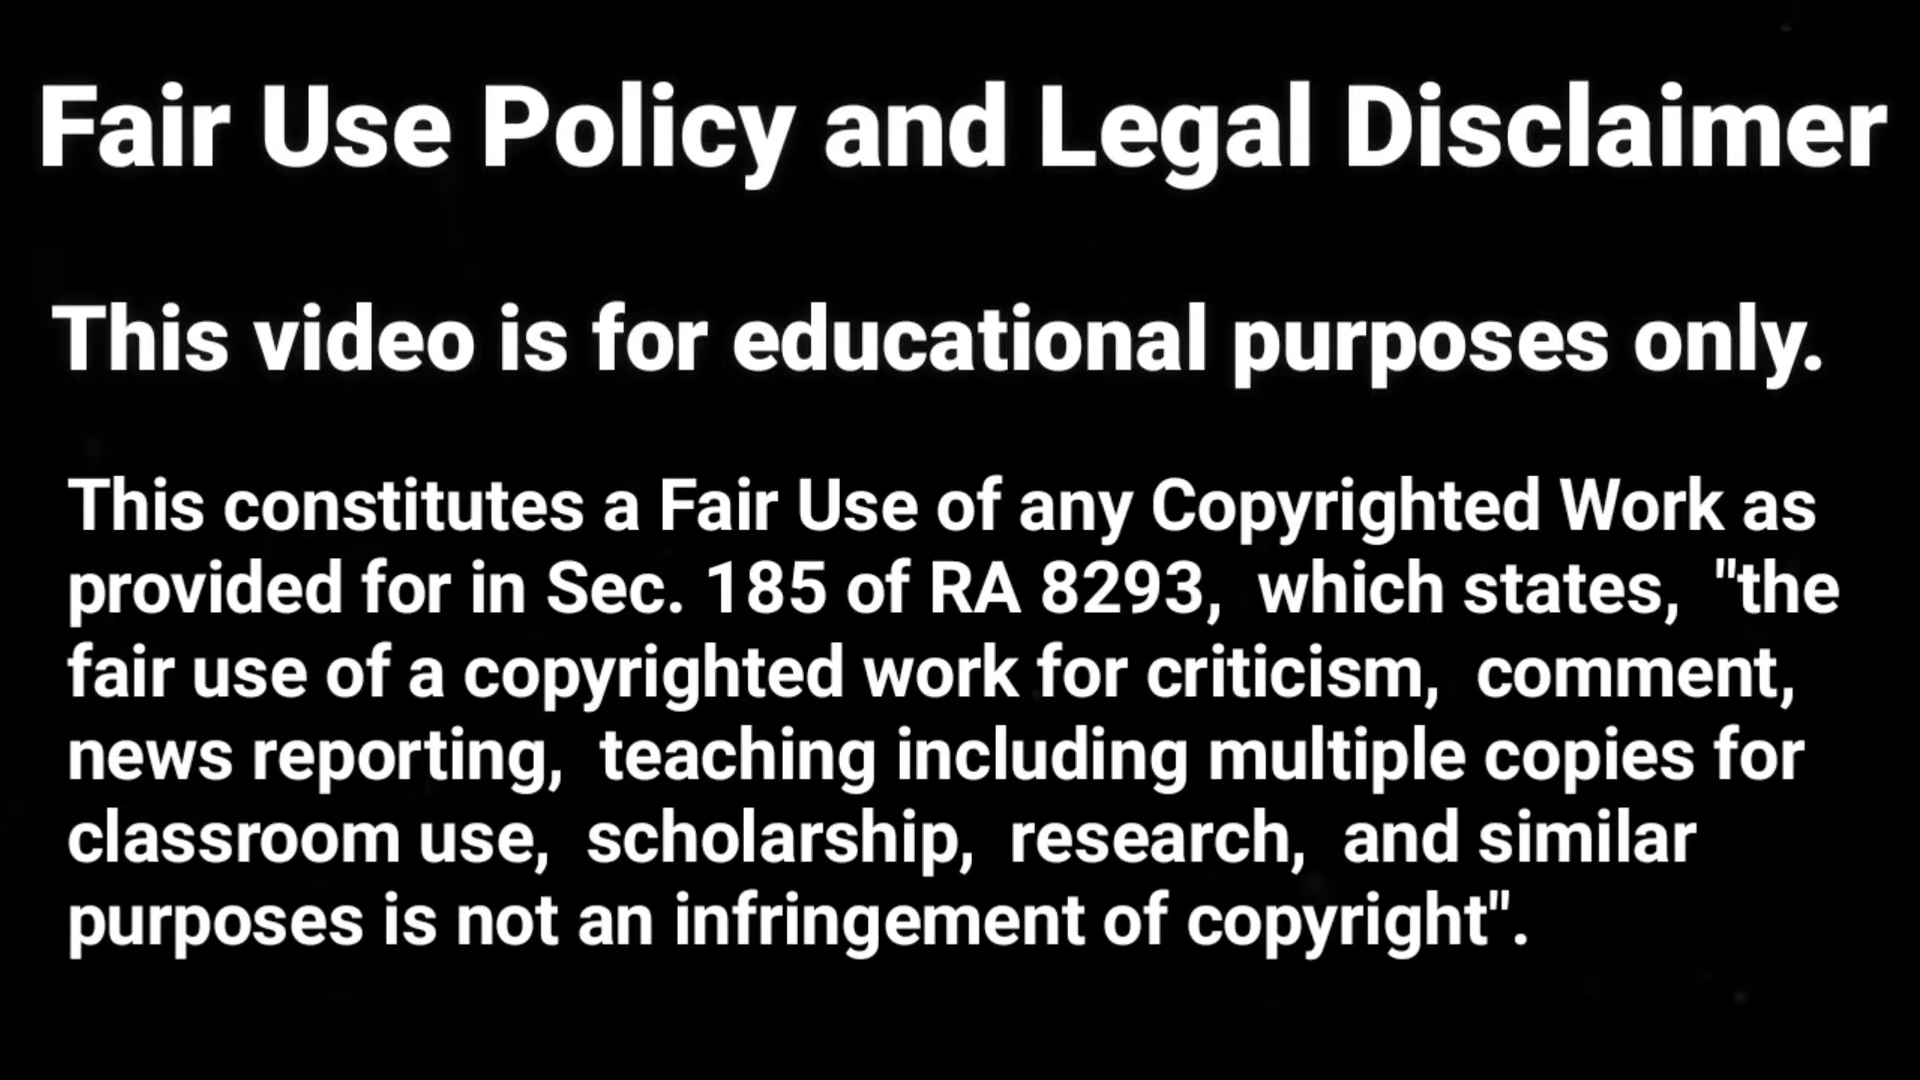 Fair Use Policy and Legal Disclaimer
This video is for educational purposes only.
This constitutes a Fair Use of any Copyrighted Work as
provided for in Sec. 185 of RA 8293, which states, "the
fair use of a copyrighted work for criticism, comment,
news reporting, teaching including multiple copies for
classroom use, scholarship, research, and similar
purposes is not an infringement of copyright".